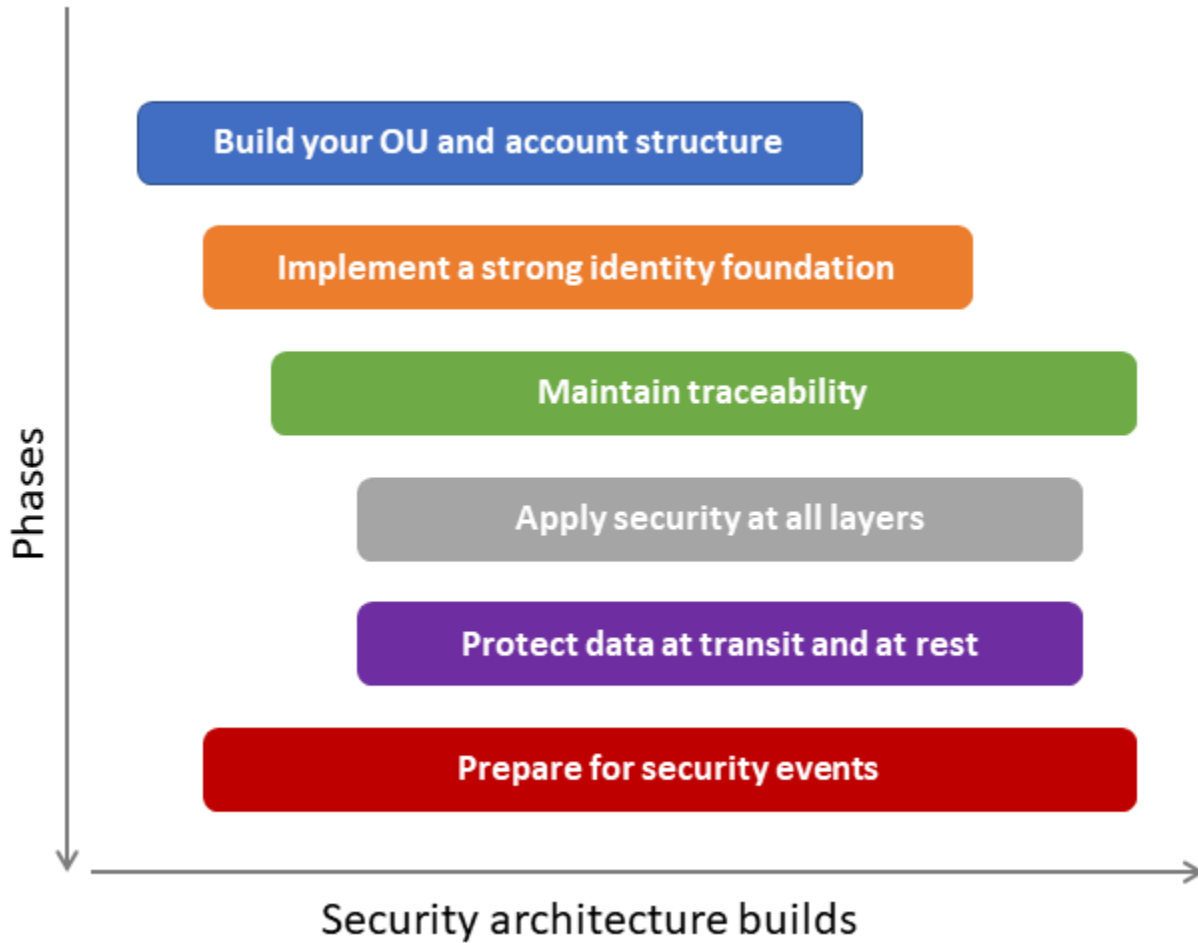 Build your OU and account structure
Implement a strong identity foundation
Maintain traceability
Apply security at all layers
Protect data at transit and at rest
Prepare for security events
Phases
Security architecture builds